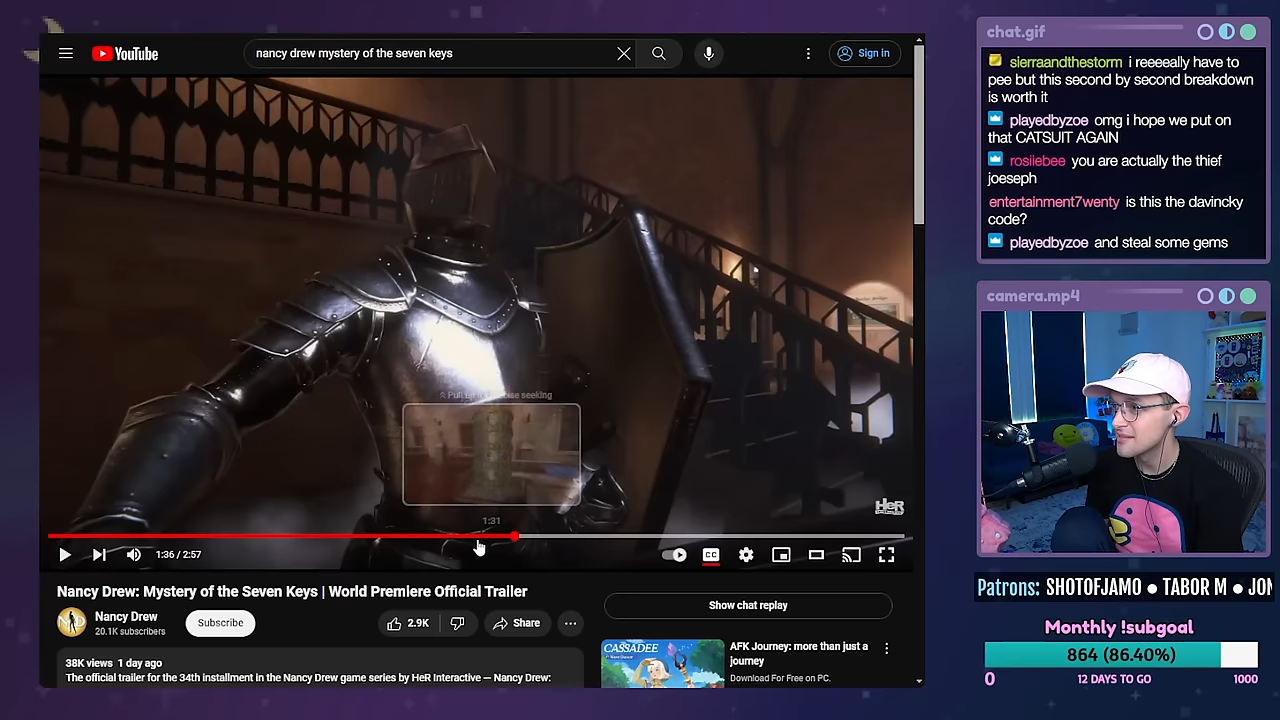 YouTube
nancy drew mystery of the seven keys
Sign in
HeR
1:31
1:36 / 2:57
CC
Nancy Drew: Mystery of the Seven Keys | World Premiere Official Trailer
Nancy Drew
20.1K subscribers
Subscribe
2.9K
Share
38K views 1 day ago
The official trailer for the 34th installment in the Nancy Drew game series by HeR Interactive — Nancy Drew:
Show chat replay
CASSADEE
AFK Journey: more than just a
journey
Download For Free on PC.
chat.gif
sierraandthestorm i reeeeally have to
pee but this second by second breakdown
is worth it
playedbyzoe omg i hope we put on
that CATSUIT AGAIN
rosiiebee you are actually the thief
joeseph
entertainment7wenty is this the davincky
code?
playedbyzoe and steal some gems
camera.mp4
Patrons: SHOTOFJAMO ● TABOR M ● JON
Monthly !subgoal
864 (86.40%)
0
12 DAYS TO GO
1000